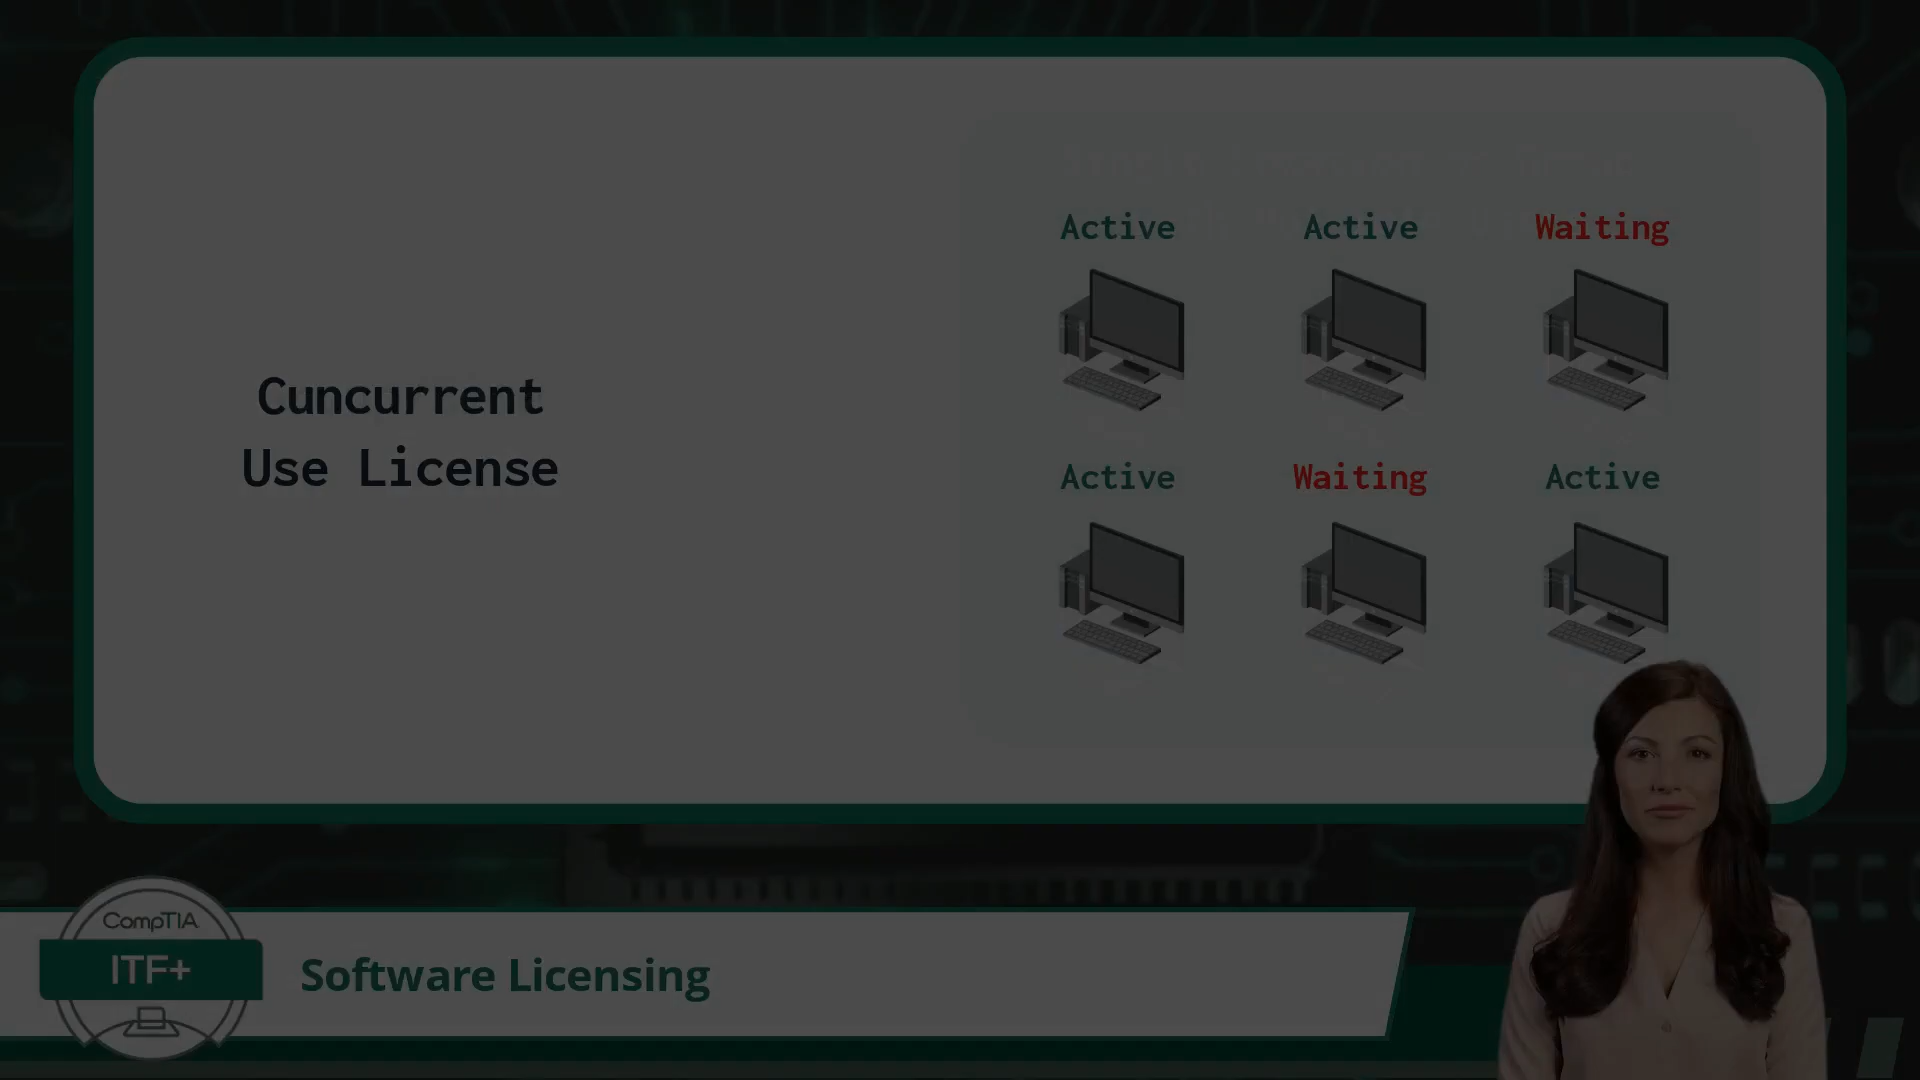 Active Active Waiting
Cuncurrent
Use License
Active Waiting Active
CompTIA
ITF+
Software Licensing